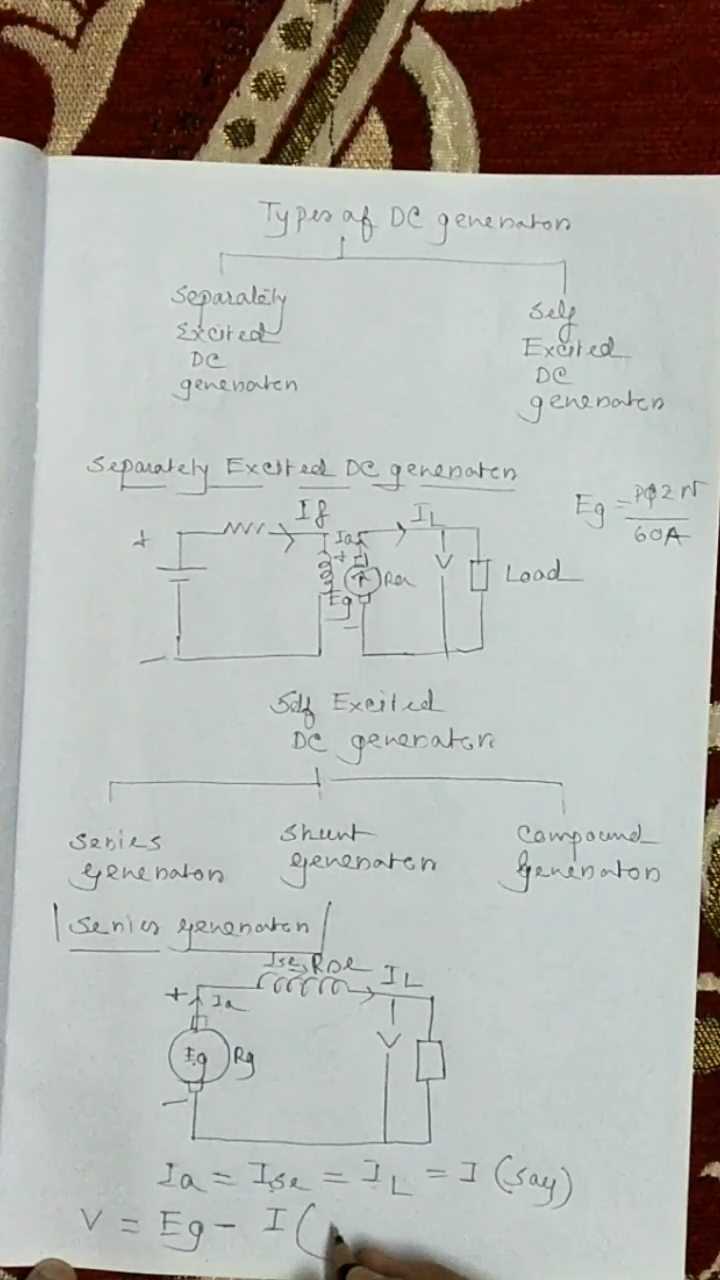 Types of DC generator
Separately
Excited
DC
generator
Self
Excited
DC
generator
Separately Excited DC generator
Eg = PφZN
60A
+ If Ia IL
+
Eg Ra V Load
-
-
Self Excited
DC generator
Series
generator
Shunt
generator
Compound
generator
Series generator
Ise, Rse IL
+ Ia
Eg Rg V
-
Ia = Ise = IL = I (say)
V = Eg - I (